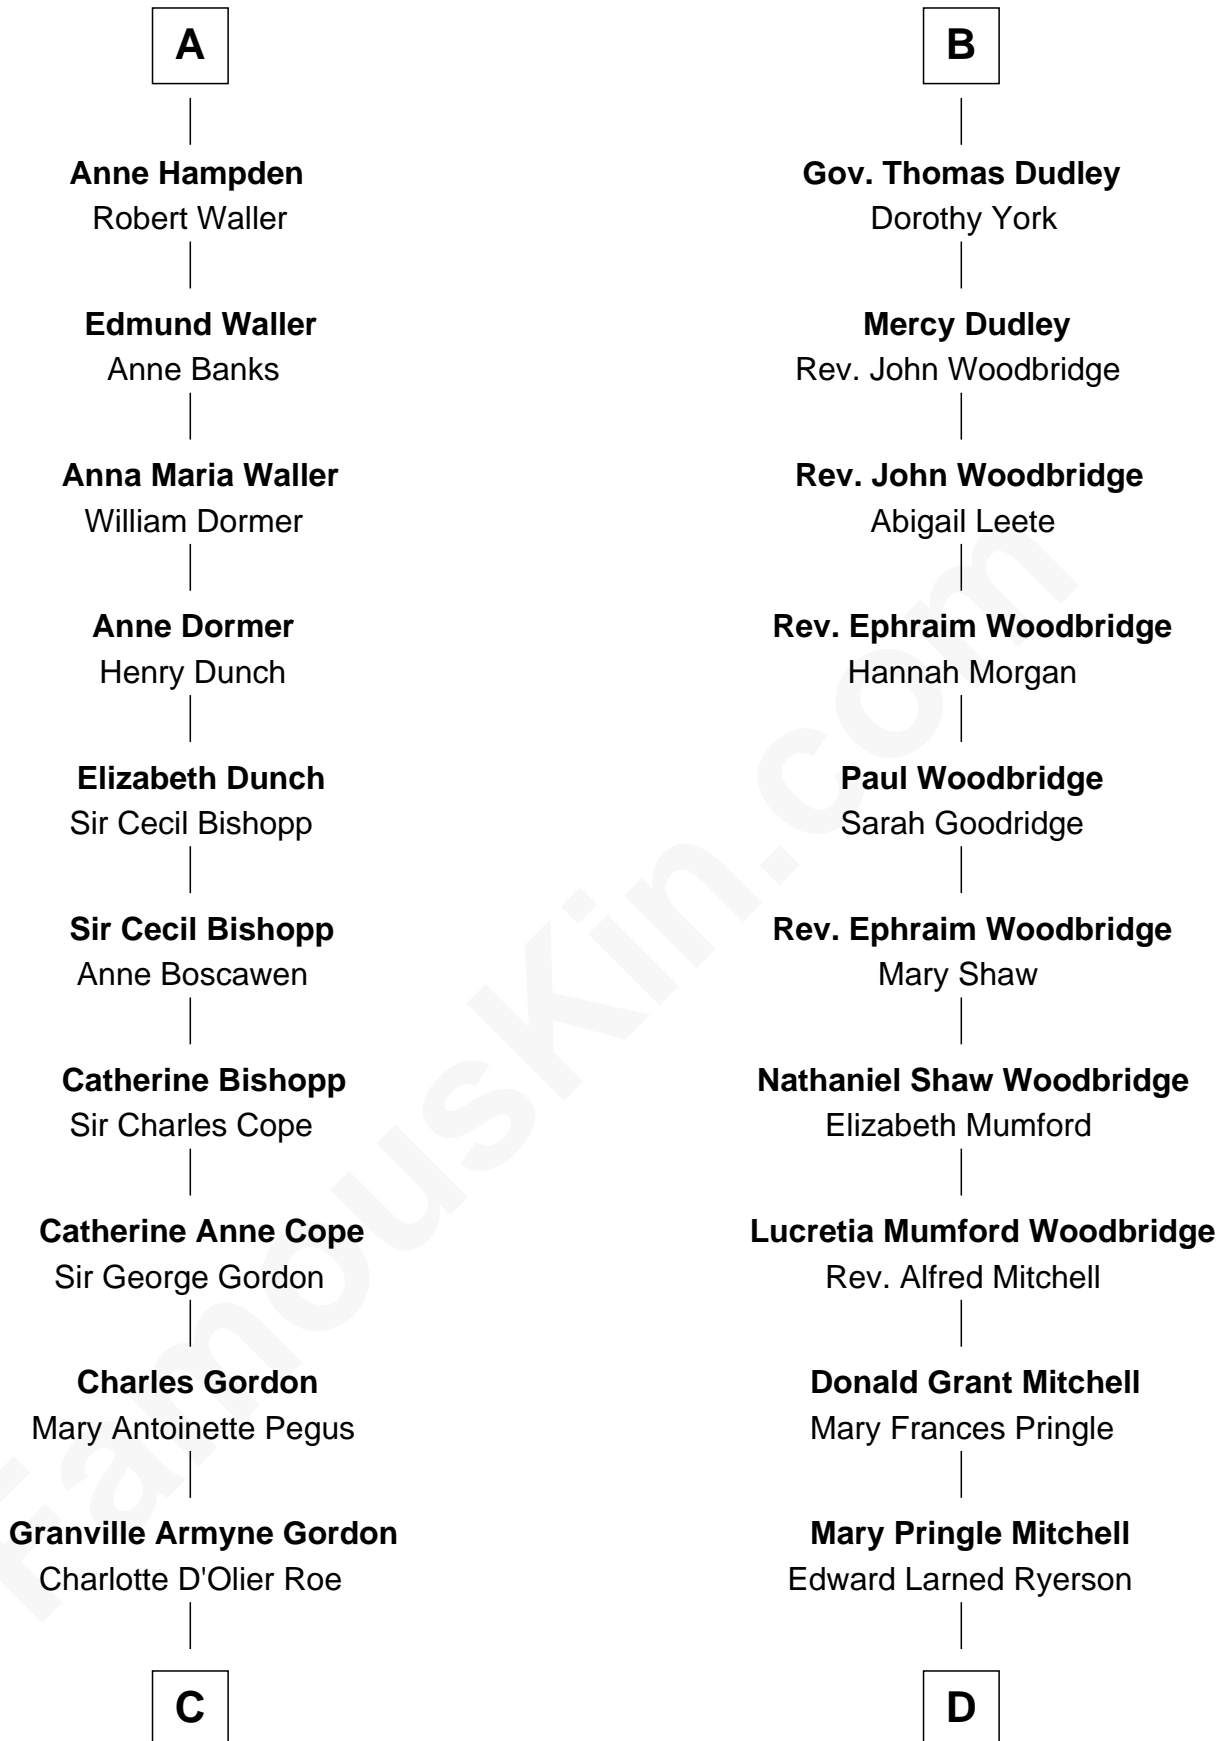 A
Anne Hampden
Robert Waller
Edmund Waller
Anne Banks
Anna Maria Waller
William Dormer
Anne Dormer
Henry Dunch
Elizabeth Dunch
Sir Cecil Bishopp
Sir Cecil Bishopp
Anne Boscawen
Catherine Bishopp
Sir Charles Cope
Catherine Anne Cope
Sir George Gordon
Charles Gordon
Mary Antoinette Pegus
Granville Armyne Gordon
Charlotte D'Olier Roe
C
B
Gov. Thomas Dudley
Dorothy York
Mercy Dudley
Rev. John Woodbridge
Rev. John Woodbridge
Abigail Leete
Rev. Ephraim Woodbridge
Hannah Morgan
Paul Woodbridge
Sarah Goodridge
Rev. Ephraim Woodbridge
Mary Shaw
Nathaniel Shaw Woodbridge
Elizabeth Mumford
Lucretia Mumford Woodbridge
Rev. Alfred Mitchell
Donald Grant Mitchell
Mary Frances Pringle
Mary Pringle Mitchell
Edward Larned Ryerson
D
FamousKin.com